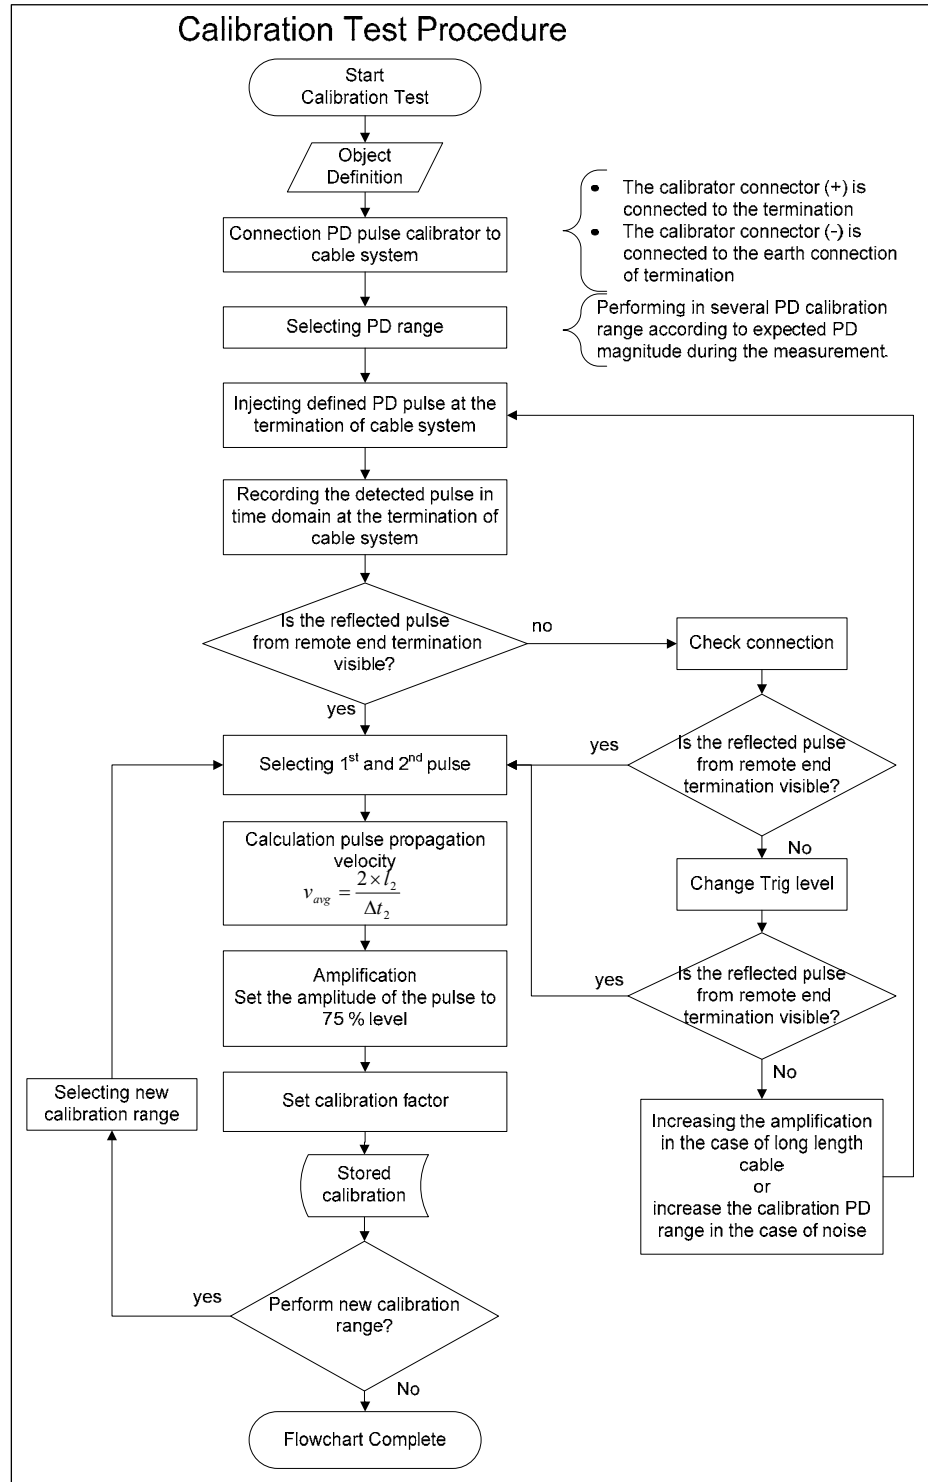 Calibration Test Procedure
Start
Calibration Test
Object
Definition
Connection PD pulse calibrator to
cable system
• The calibrator connector (+) is
connected to the termination
• The calibrator connector (-) is
connected to the earth connection
of termination
Selecting PD range
Performing in several PD calibration
range according to expected PD
magnitude during the measurement.
Injecting defined PD pulse at the
termination of cable system
Recording the detected pulse in
time domain at the termination of
cable system
Is the reflected pulse
from remote end termination
visible?
no
Check connection
yes
Selecting 1st and 2nd pulse
yes
Is the reflected pulse
from remote end
termination visible?
No
Calculation pulse propagation
velocity
v_avg = 2 × l_2 / Δt_2
Change Trig level
Amplification
Set the amplitude of the pulse to
75 % level
yes
Is the reflected pulse
from remote end
termination visible?
No
Selecting new
calibration range
Set calibration factor
Increasing the amplification
in the case of long length
cable
or
increase the calibration PD
range in the case of noise
Stored
calibration
yes
Perform new calibration
range?
No
Flowchart Complete